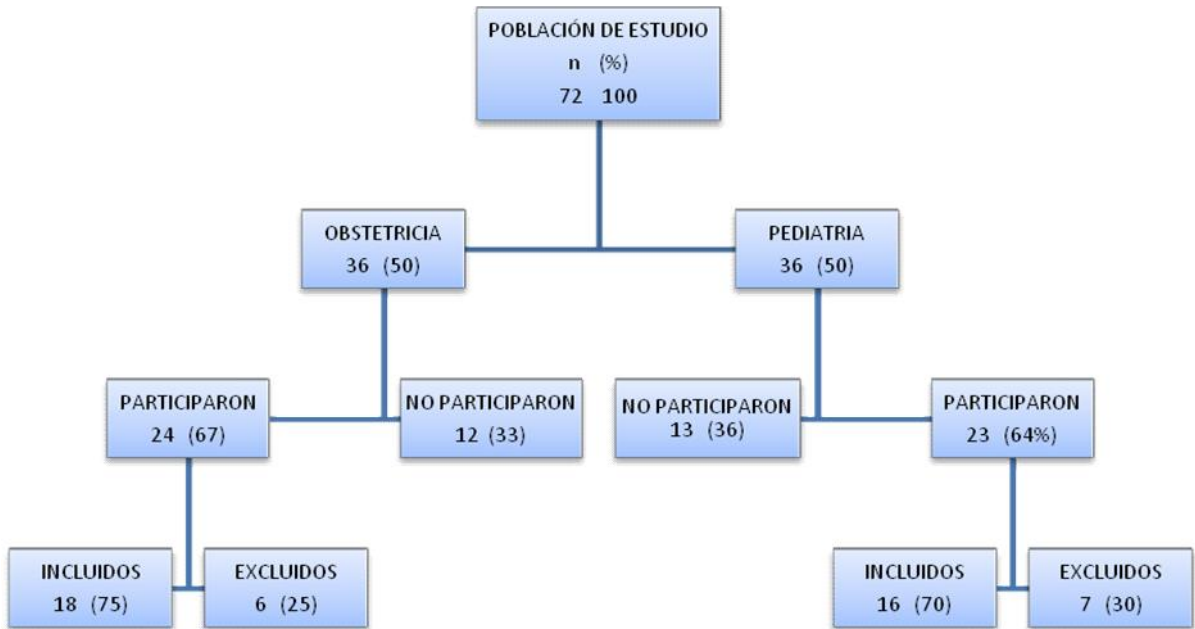 POBLACIÓN DE ESTUDIO
n (%)
72 100
OBSTETRICIA
36 (50)
PEDIATRIA
36 (50)
PARTICIPARON
24 (67)
NO PARTICIPARON
12 (33)
NO PARTICIPARON
13 (36)
PARTICIPARON
23 (64%)
INCLUIDOS
18 (75)
EXCLUIDOS
6 (25)
INCLUIDOS
16 (70)
EXCLUIDOS
7 (30)